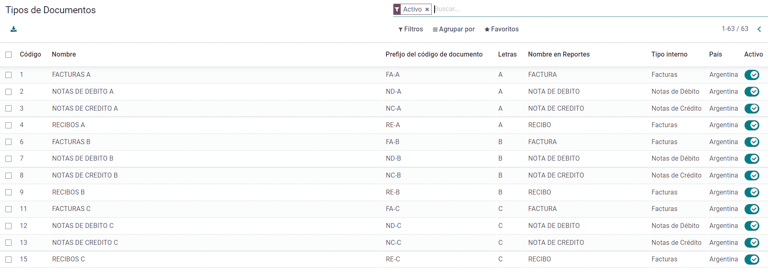 Tipos de Documentos
Activo × Buscar...
Filtros Agrupar por Favoritos 1-63 / 63
Código Nombre Prefijo del código de documento Letras Nombre en Reportes Tipo interno País Activo
1 FACTURAS A FA-A A FACTURA Facturas Argentina
2 NOTAS DE DEBITO A ND-A A NOTA DE DEBITO Notas de Débito Argentina
3 NOTAS DE CREDITO A NC-A A NOTA DE CREDITO Notas de Crédito Argentina
4 RECIBOS A RE-A A RECIBO Facturas Argentina
6 FACTURAS B FA-B B FACTURA Facturas Argentina
7 NOTAS DE DEBITO B ND-B B NOTA DE DEBITO Notas de Débito Argentina
8 NOTAS DE CREDITO B NC-B B NOTA DE CREDITO Notas de Crédito Argentina
9 RECIBOS B RE-B B RECIBO Facturas Argentina
11 FACTURAS C FA-C C FACTURA Facturas Argentina
12 NOTAS DE DEBITO C ND-C C NOTA DE DEBITO Notas de Débito Argentina
13 NOTAS DE CREDITO C NC-C C NOTA DE CREDITO Notas de Crédito Argentina
15 RECIBOS C RE-C C RECIBO Facturas Argentina